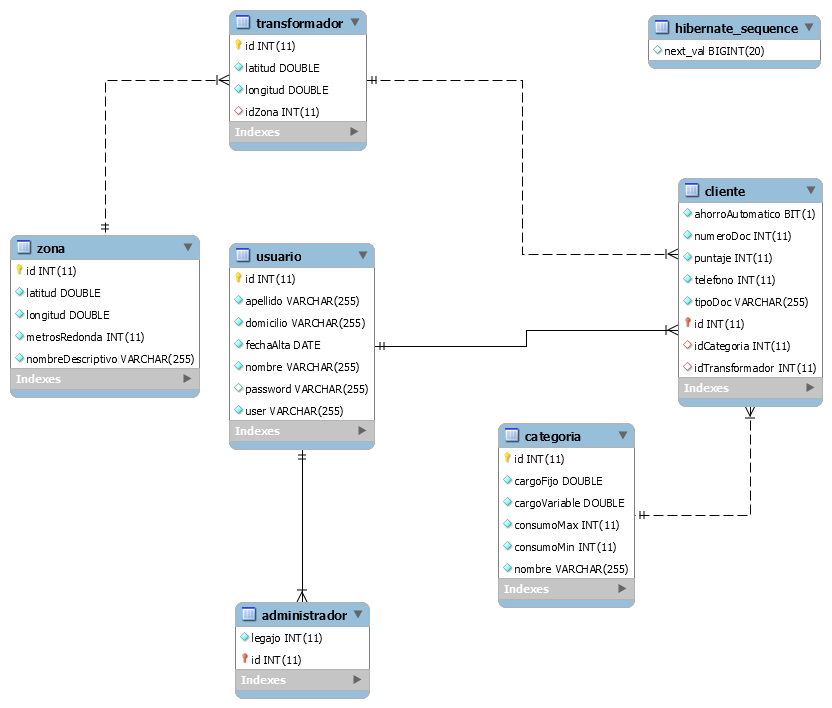 transformador
id INT(11)
latitud DOUBLE
longitud DOUBLE
idZona INT(11)
Indexes
hibernate_sequence
next_val BIGINT(20)
zona
id INT(11)
latitud DOUBLE
longitud DOUBLE
metrosRedonda INT(11)
nombreDescriptivo VARCHAR(255)
Indexes
usuario
id INT(11)
apellido VARCHAR(255)
domicilio VARCHAR(255)
fechaAlta DATE
nombre VARCHAR(255)
password VARCHAR(255)
user VARCHAR(255)
Indexes
cliente
ahorroAutomatico BIT(1)
numeroDoc INT(11)
puntaje INT(11)
telefono INT(11)
tipoDoc VARCHAR(255)
id INT(11)
idCategoria INT(11)
idTransformador INT(11)
Indexes
categoria
id INT(11)
cargoFijo DOUBLE
cargoVariable DOUBLE
consumoMax INT(11)
consumoMin INT(11)
nombre VARCHAR(255)
Indexes
administrador
legajo INT(11)
id INT(11)
Indexes